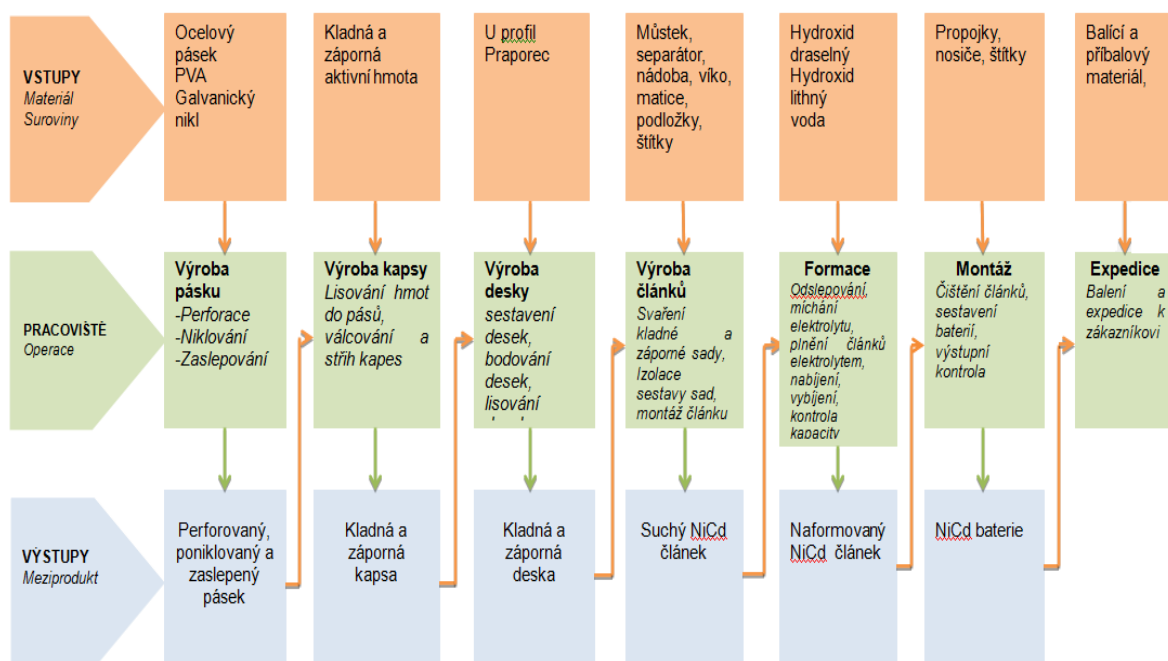 VSTUPY
Materiál
Suroviny
Ocelový
pásek
PVA
Galvanický
nikl
Kladná a
záporná
aktivní hmota
U profil
Praporec
Můstek,
separátor,
nádoba, víko,
matice,
podložky,
štítky
Hydroxid
draselný
Hydroxid
lithný
voda
Propojky,
nosiče, štítky
Balící a
příbalový
materiál,
PRACOVIŠTĚ
Operace
Výroba
pásku
-Perforace
-Niklování
-Zaslepování
Výroba kapsy
Lisování hmot
do pásů,
válcování a
střih kapes
Výroba
desky
sestavení
desek,
bodování
desek,
lisování
Výroba
článků
Svaření
kladné a
záporné sady,
Izolace
sestavy sad,
montáž článku
Formace
Odslepování,
míchání
elektrolytu,
plnění článků
elektrolytem,
nabíjení,
vybíjení,
kontrola
kapacity
Montáž
Čištění článků,
sestavení
baterií,
výstupní
kontrola
Expedice
Balení a
expedice k
zákazníkovi
VÝSTUPY
Meziprodukt
Perforovaný,
poniklovaný a
zaslepený
pásek
Kladná a
záporná
kapsa
Kladná a
záporná
deska
Suchý NiCd
článek
Naformovaný
NiCd článek
NiCd baterie